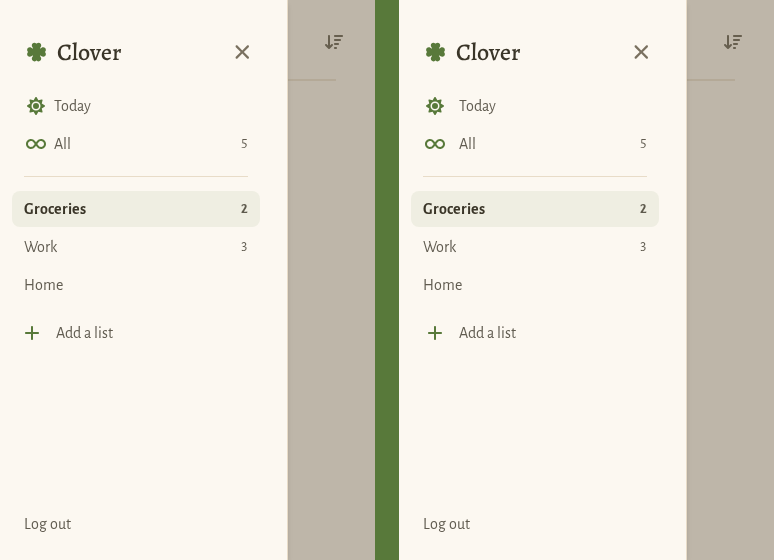 Clover
Today
All 5
Groceries 2
Work 3
Home
Add a list
Log out
Clover
Today
All 5
Groceries 2
Work 3
Home
Add a list
Log out